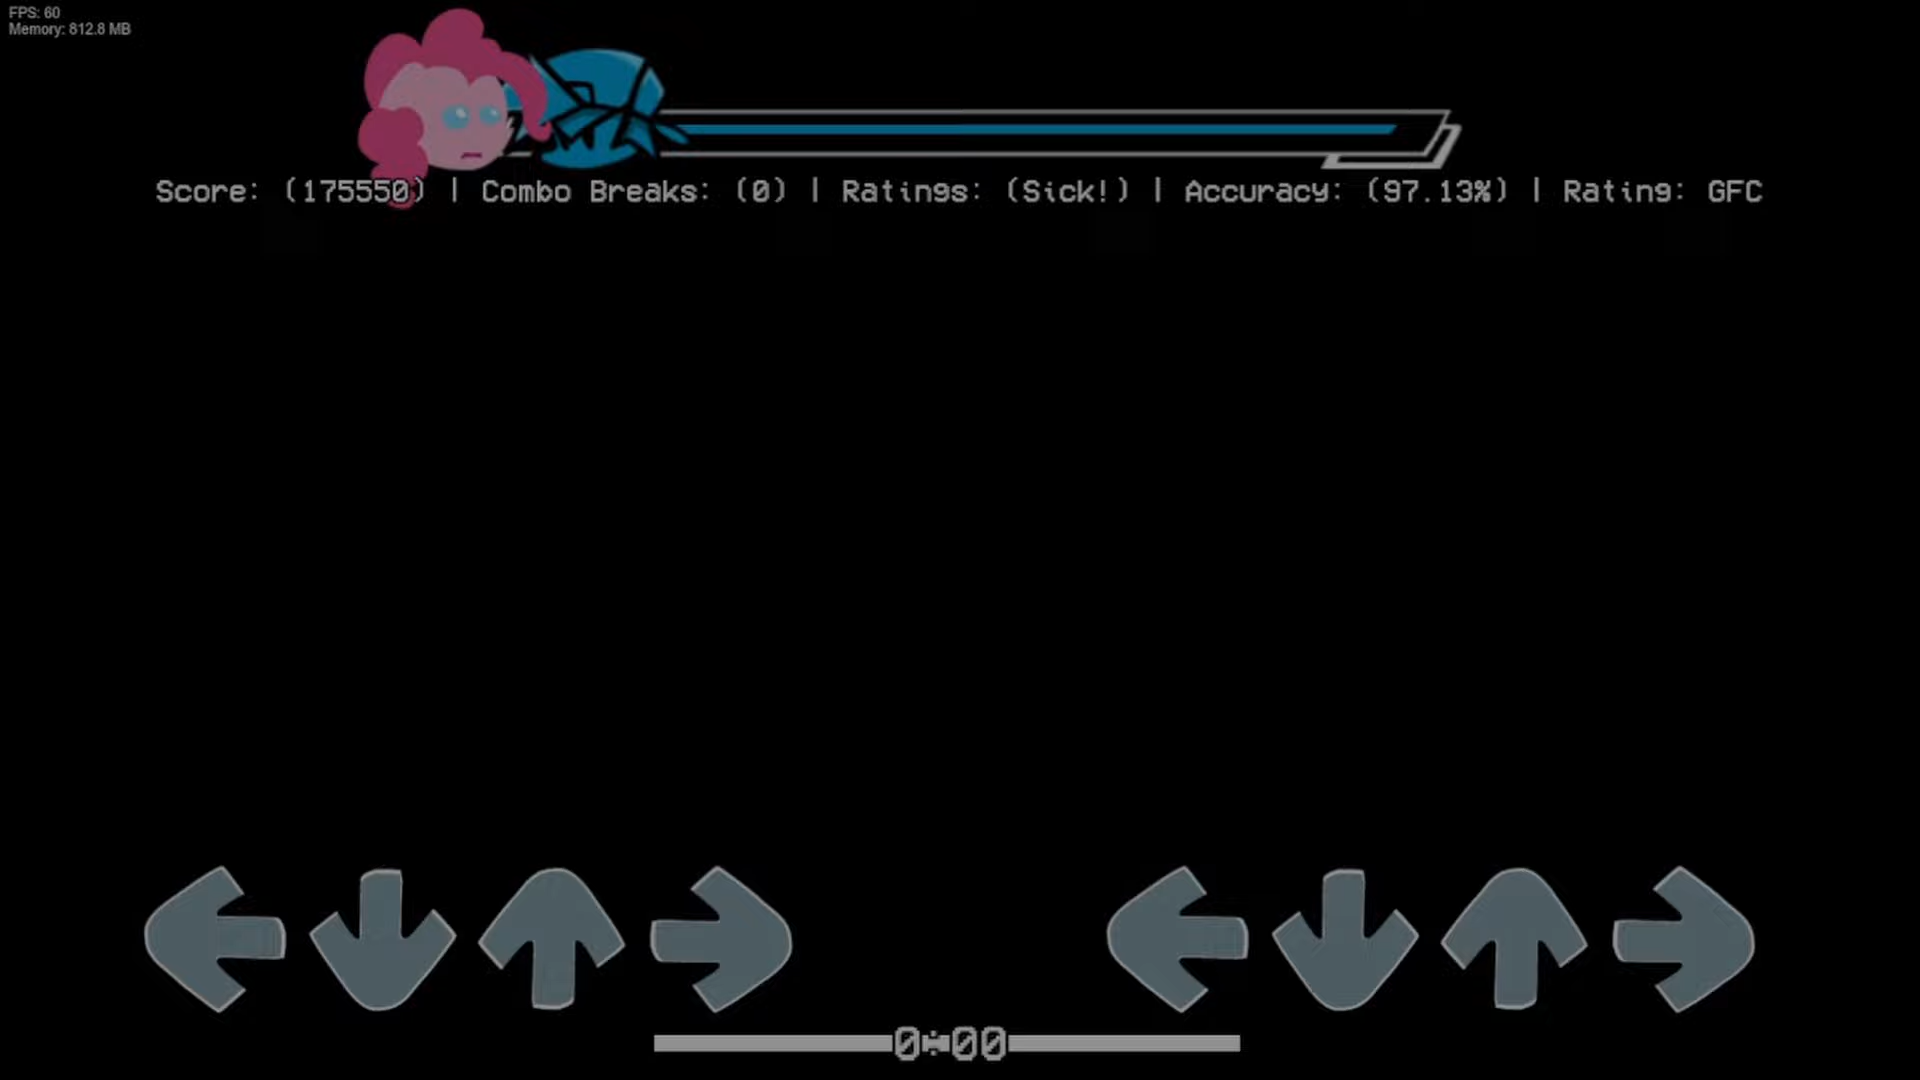 FPS: 60
Memory: 812.8 MB
Score: (175550) | Combo Breaks: (0) | Ratings: (Sick!) | Accuracy: (97.13%) | Rating: GFC
0:00